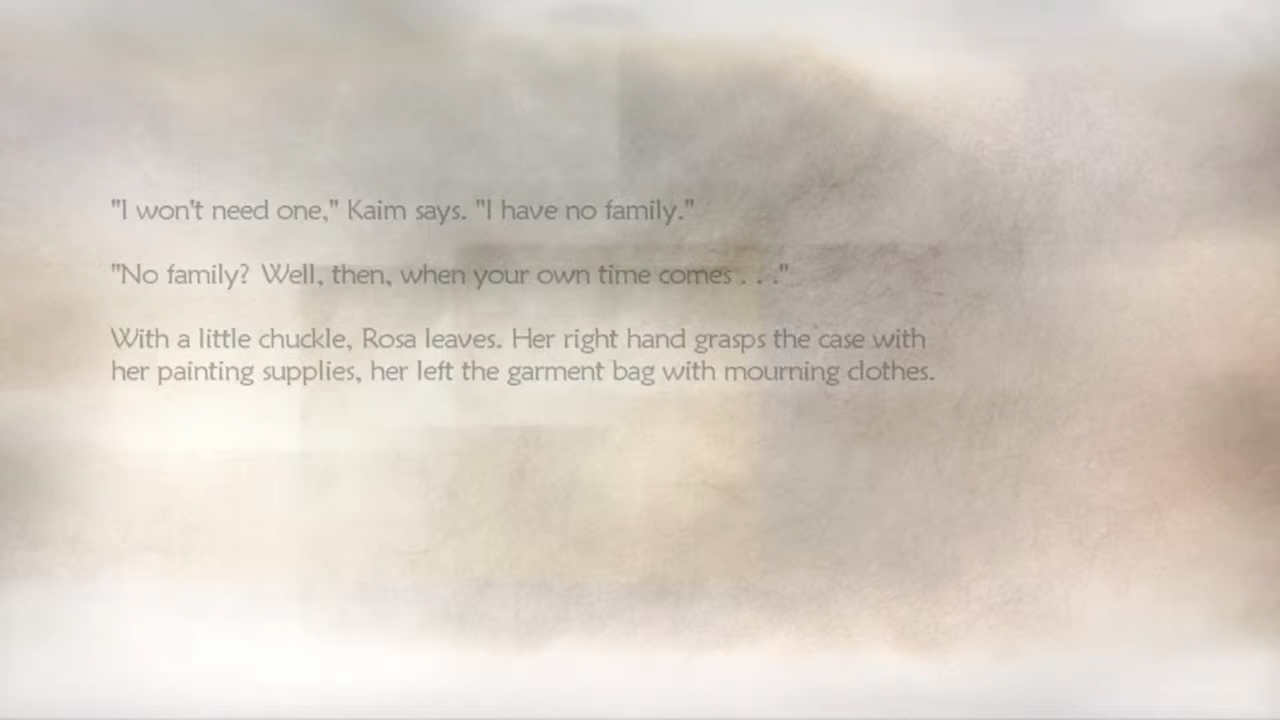 "I won't need one," Kaim says. "I have no family."
"No family? Well, then, when your own time comes . . ."
With a little chuckle, Rosa leaves. Her right hand grasps the case with
her painting supplies, her left the garment bag with mourning clothes.